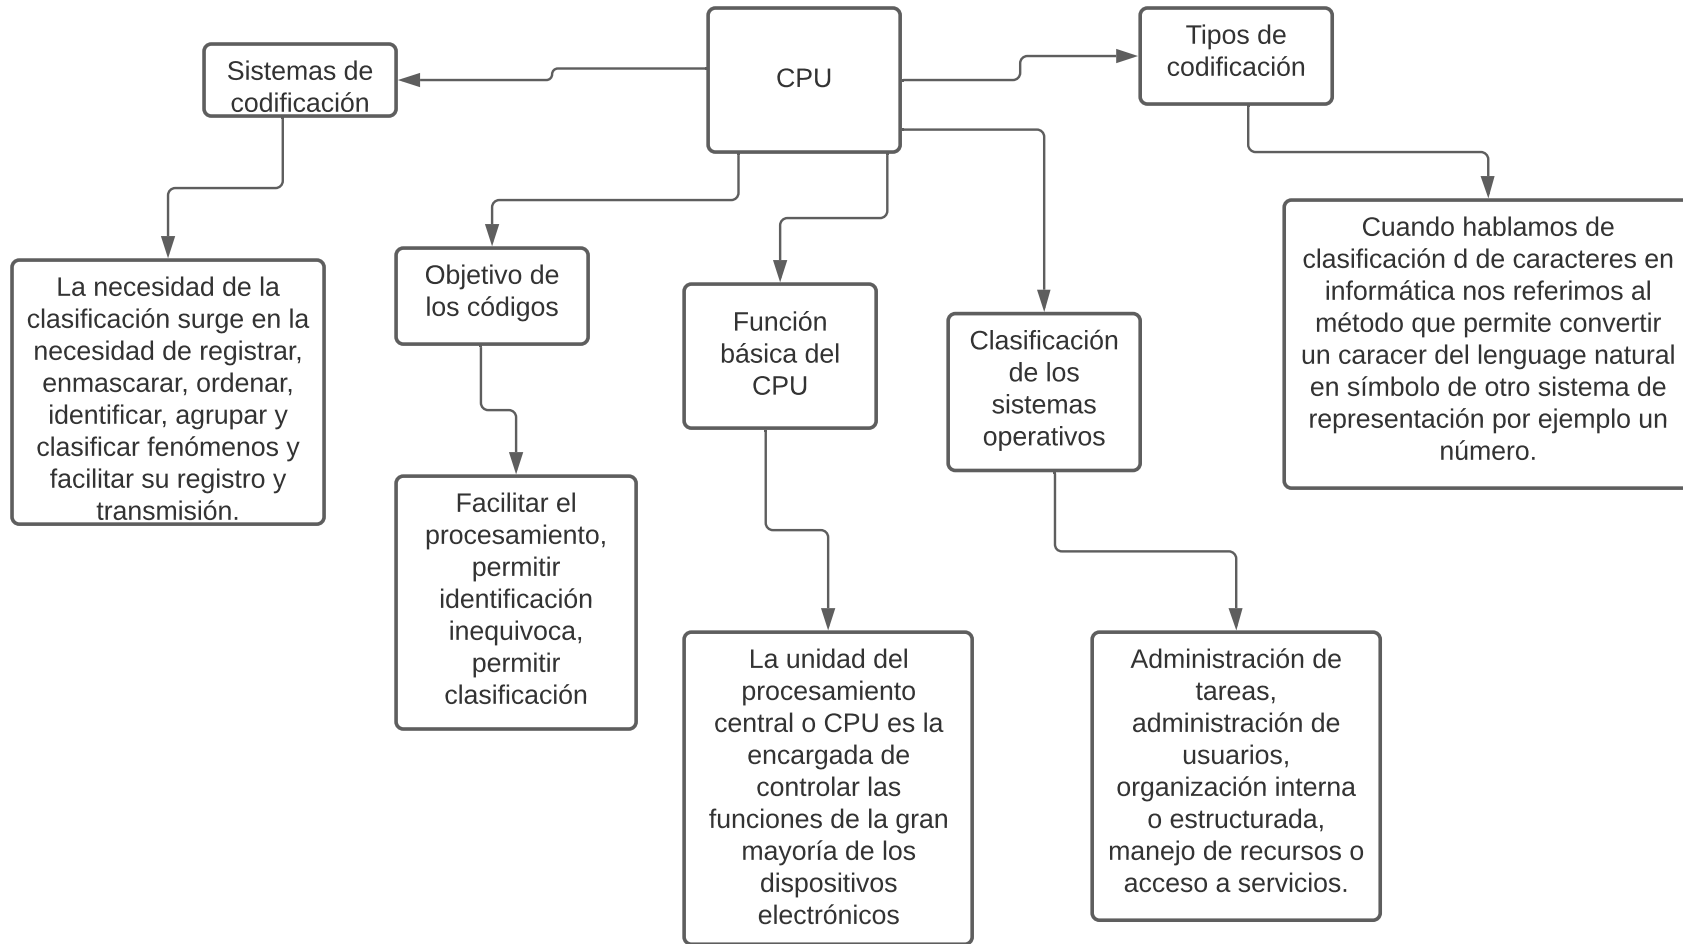 CPU
Sistemas de
codificación
La necesidad de la
clasificación surge en la
necesidad de registrar,
enmascarar, ordenar,
identificar, agrupar y
clasificar fenómenos y
facilitar su registro y
transmisión.
Objetivo de
los códigos
Facilitar el
procesamiento,
permitir
identificación
inequivoca,
permitir
clasificación
Función
básica del
CPU
La unidad del
procesamiento
central o CPU es la
encargada de
controlar las
funciones de la gran
mayoría de los
dispositivos
electrónicos
Clasificación
de los
sistemas
operativos
Administración de
tareas,
administración de
usuarios,
organización interna
o estructurada,
manejo de recursos o
acceso a servicios.
Tipos de
codificación
Cuando hablamos de
clasificación d de caracteres en
informática nos referimos al
método que permite convertir
un caracer del lenguage natural
en símbolo de otro sistema de
representación por ejemplo un
número.